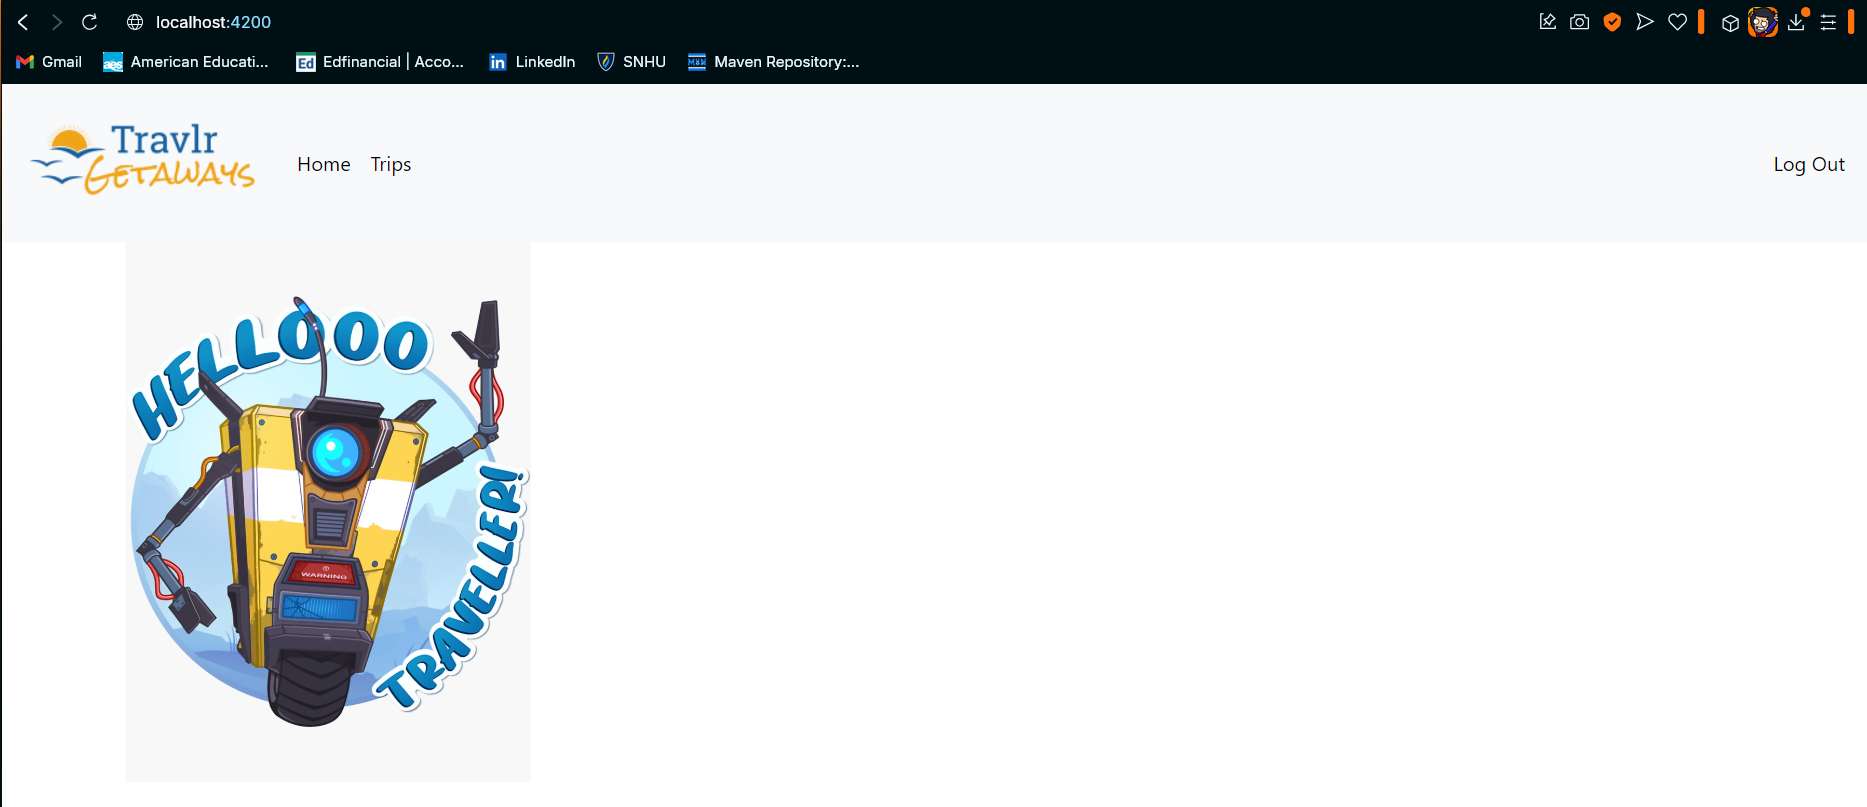 localhost:4200
Gmail
American Educati...
Edfinancial | Acco...
LinkedIn
SNHU
Maven Repository:...
Travlr
GETAWAYS
Home
Trips
Log Out
HELLOOO
TRAVELLER!
WARNING